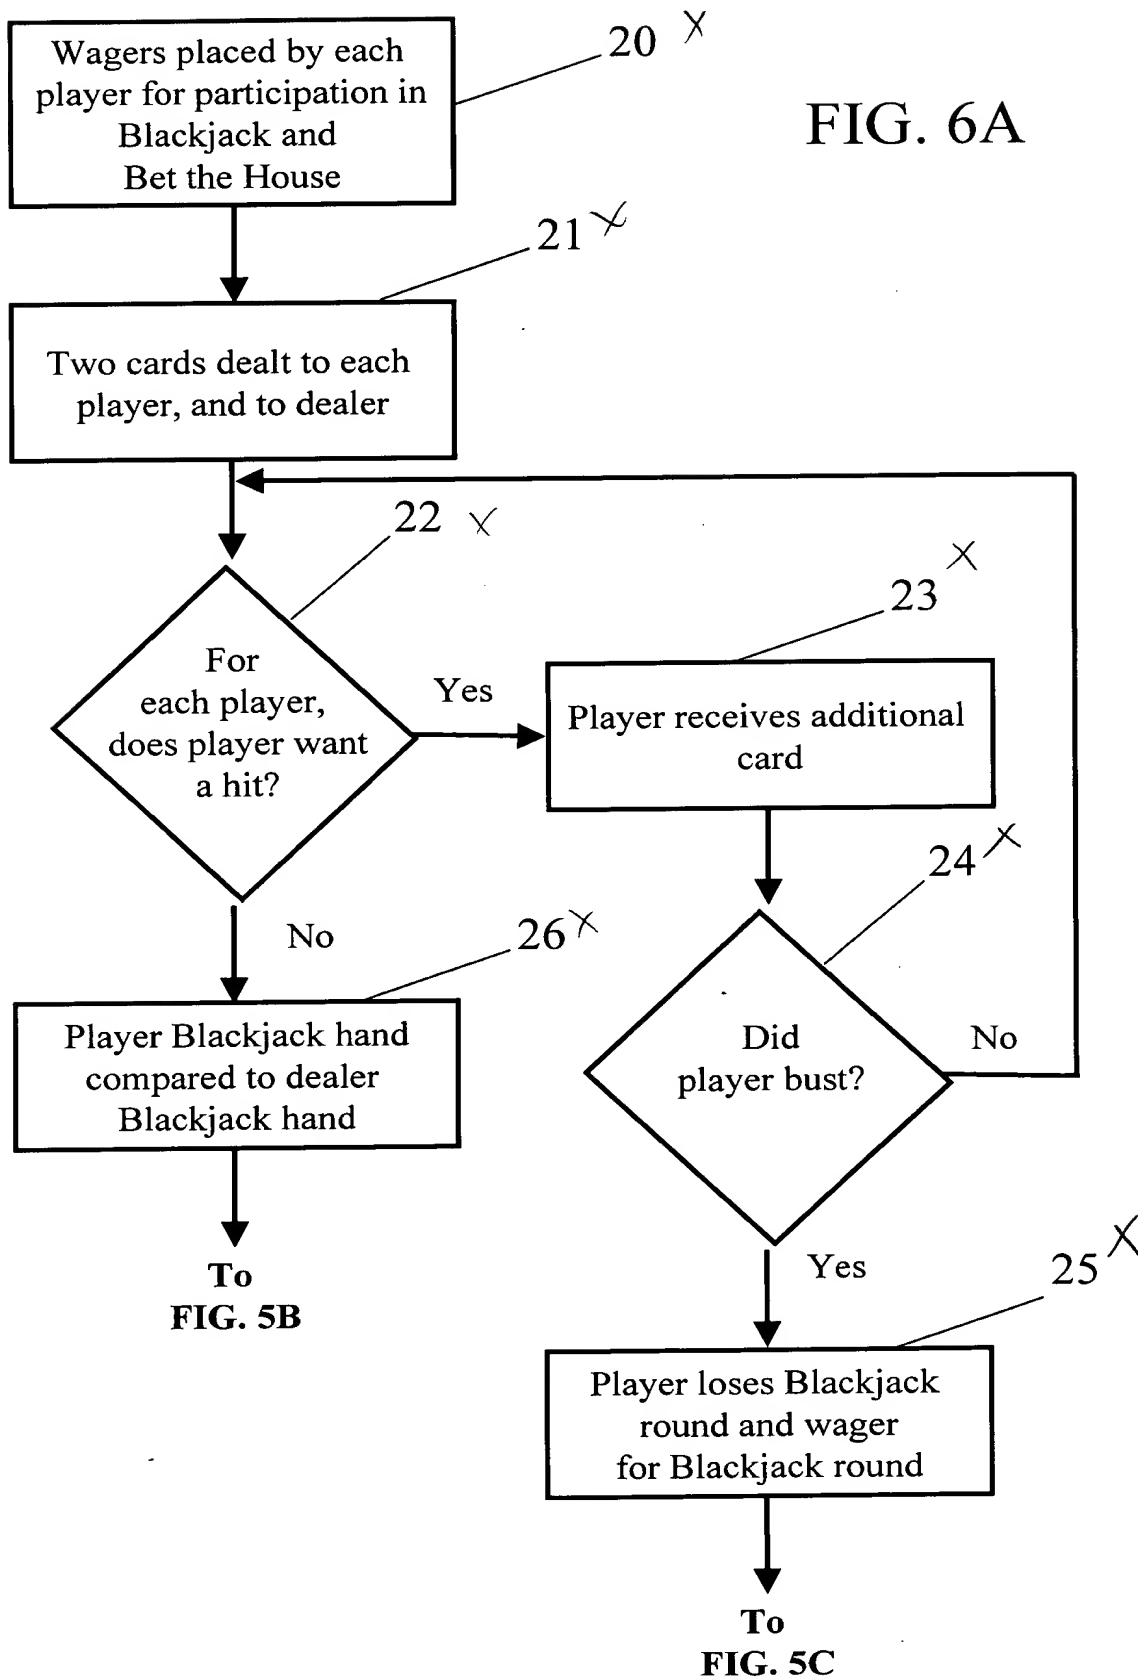 FIG. 6A
Wagers placed by each
player for participation in
Blackjack and
Bet the House
20 X
Two cards dealt to each
player, and to dealer
21 X
For
each player,
does player want
a hit?
22 X
Yes
Player receives additional
card
23 X
Did
player bust?
24 X
No
No
Player Blackjack hand
compared to dealer
Blackjack hand
26 X
To
FIG. 5B
Yes
Player loses Blackjack
round and wager
for Blackjack round
25 X
To
FIG. 5C